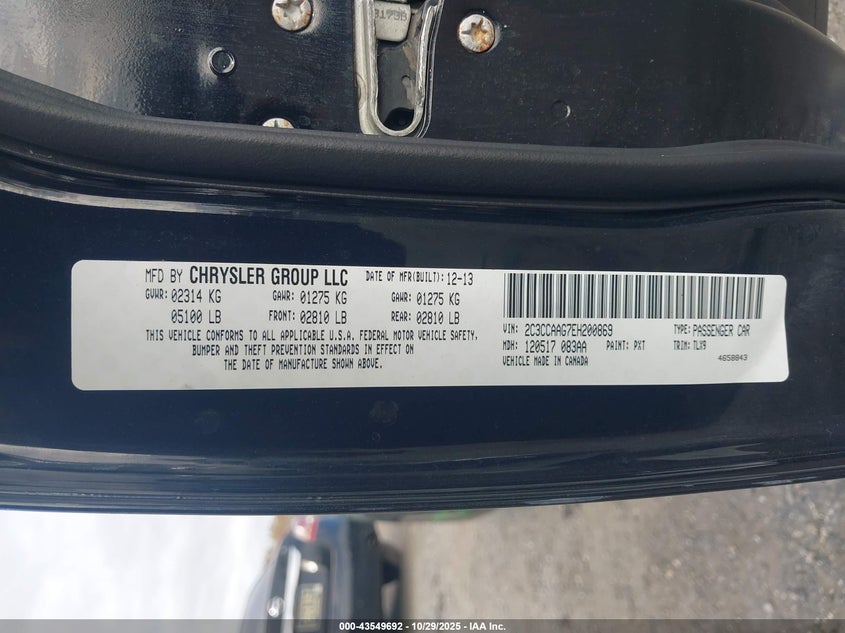 MFD BY CHRYSLER GROUP LLC DATE OF MFR(BUILT): 12-13
GVWR: 02314 KG GAWR: 01275 KG GAWR: 01275 KG
05100 LB FRONT: 02810 LB REAR: 02810 LB
THIS VEHICLE CONFORMS TO ALL APPLICABLE U.S.A. FEDERAL MOTOR VEHICLE SAFETY,
BUMPER AND THEFT PREVENTION STANDARDS IN EFFECT ON
THE DATE OF MANUFACTURE SHOWN ABOVE.
VIN: 2C3CCAAG7EH200869 TYPE: PASSENGER CAR
MDH: 120517 083AA PAINT: PXT TRIM: TLX9
VEHICLE MADE IN CANADA 4658843
000-43549692 - 10/29/2025 - IAA Inc.